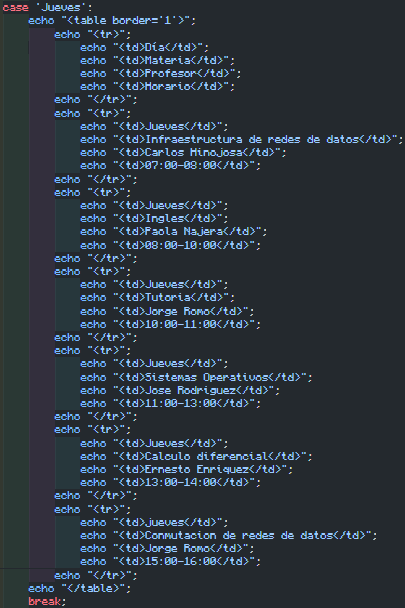 case 'Jueves':
echo "<table border='1'>";
echo "<tr>";
echo "<td>Día</td>";
echo "<td>Materia</td>";
echo "<td>Profesor</td>";
echo "<td>Horario</td>";
echo "</tr>";
echo "<tr>";
echo "<td>Jueves</td>";
echo "<td>Infraestructura de redes de datos</td>";
echo "<td>Carlos Hinojosa</td>";
echo "<td>07:00-08:00</td>";
echo "</tr>";
echo "<tr>";
echo "<td>Jueves</td>";
echo "<td>Ingles</td>";
echo "<td>Paola Najera</td>";
echo "<td>08:00-10:00</td>";
echo "</tr>";
echo "<tr>";
echo "<td>Jueves</td>";
echo "<td>Tutoria</td>";
echo "<td>Jorge Romo</td>";
echo "<td>10:00-11:00</td>";
echo "</tr>";
echo "<tr>";
echo "<td>Jueves</td>";
echo "<td>Sistemas Operativos</td>";
echo "<td>Jose Rodriguez</td>";
echo "<td>11:00-13:00</td>";
echo "</tr>";
echo "<tr>";
echo "<td>Jueves</td>";
echo "<td>Calculo diferencial</td>";
echo "<td>Ernesto Enriquez</td>";
echo "<td>13:00-14:00</td>";
echo "</tr>";
echo "<tr>";
echo "<td>jueves</td>";
echo "<td>Conmutacion de redes de datos</td>";
echo "<td>Jorge Romo</td>";
echo "<td>15:00-16:00</td>";
echo "</tr>";
echo "</table>";
break;